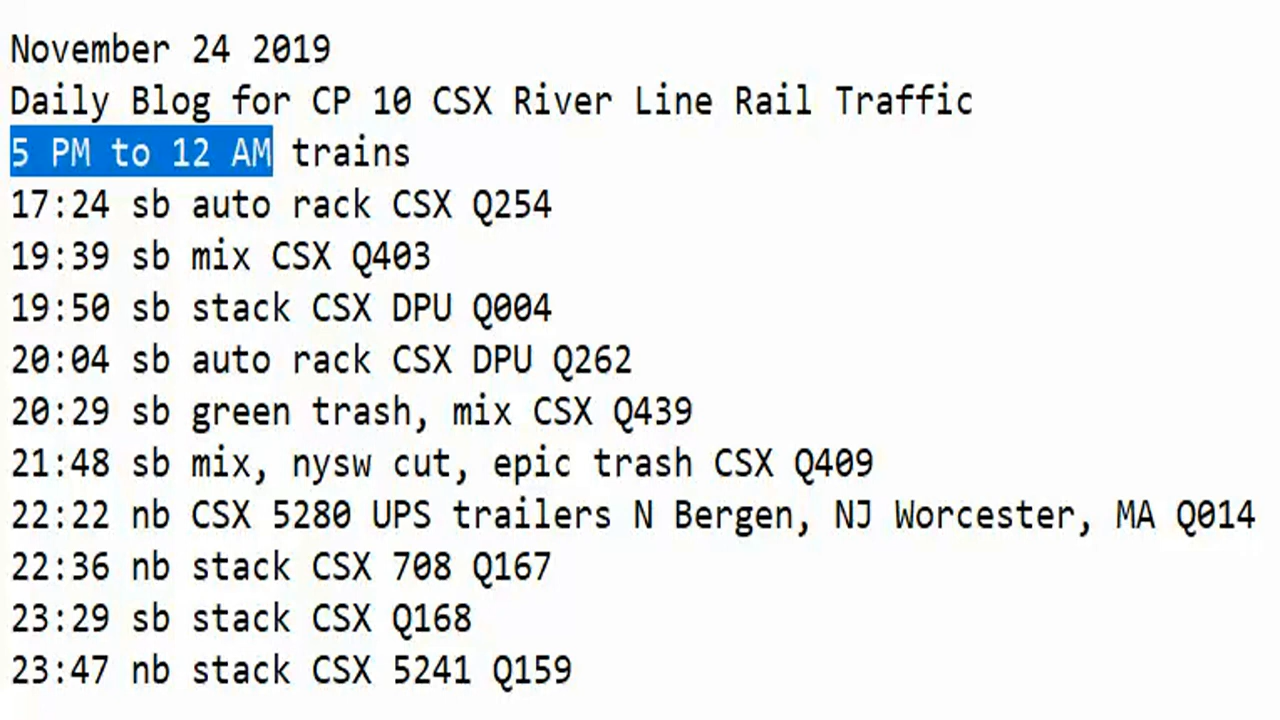 November 24 2019
Daily Blog for CP 10 CSX River Line Rail Traffic
5 PM to 12 AM trains
17:24 sb auto rack CSX Q254
19:39 sb mix CSX Q403
19:50 sb stack CSX DPU Q004
20:04 sb auto rack CSX DPU Q262
20:29 sb green trash, mix CSX Q439
21:48 sb mix, nysw cut, epic trash CSX Q409
22:22 nb CSX 5280 UPS trailers N Bergen, NJ Worcester, MA Q014
22:36 nb stack CSX 708 Q167
23:29 sb stack CSX Q168
23:47 nb stack CSX 5241 Q159